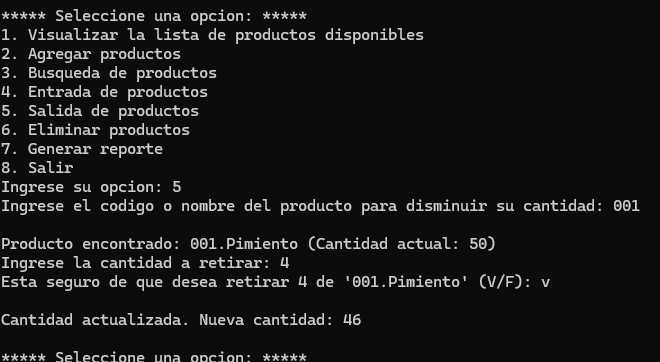 ***** Seleccione una opcion: *****
1. Visualizar la lista de productos disponibles
2. Agregar productos
3. Busqueda de productos
4. Entrada de productos
5. Salida de productos
6. Eliminar productos
7. Generar reporte
8. Salir
Ingrese su opcion: 5
Ingrese el codigo o nombre del producto para disminuir su cantidad: 001
Producto encontrado: 001.Pimiento (Cantidad actual: 50)
Ingrese la cantidad a retirar: 4
Esta seguro de que desea retirar 4 de '001.Pimiento' (V/F): v
Cantidad actualizada. Nueva cantidad: 46
***** Seleccione una opcion: *****